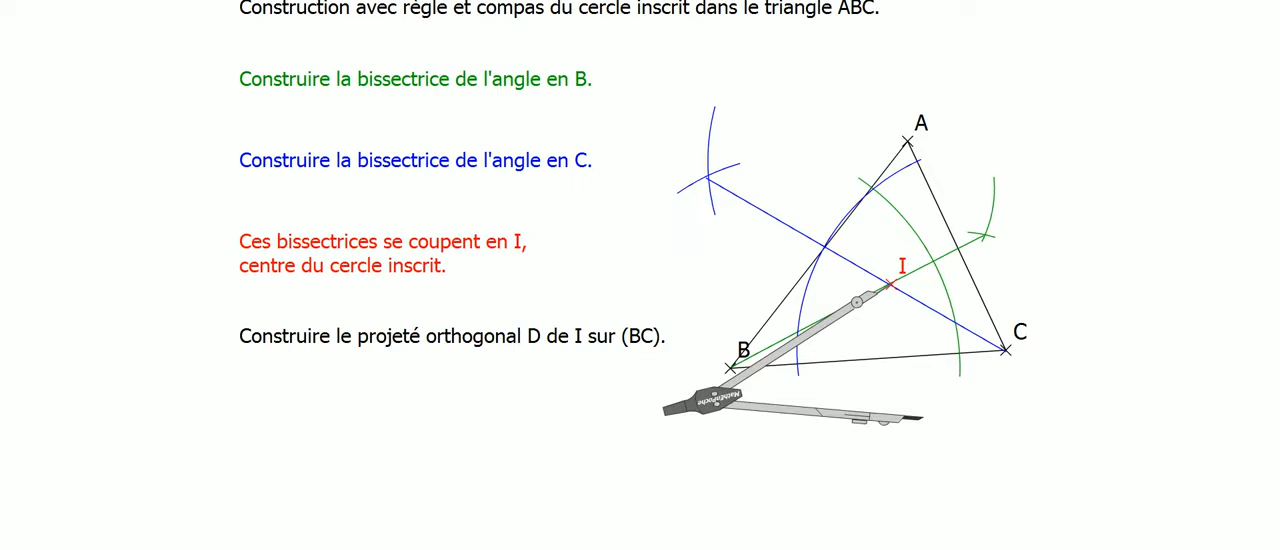 Construction avec règle et compas du cercle inscrit dans le triangle ABC.
Construire la bissectrice de l'angle en B.
Construire la bissectrice de l'angle en C.
Ces bissectrices se coupent en I,
centre du cercle inscrit.
Construire le projeté orthogonal D de I sur (BC).
A
I
C
B
MathEnPoche